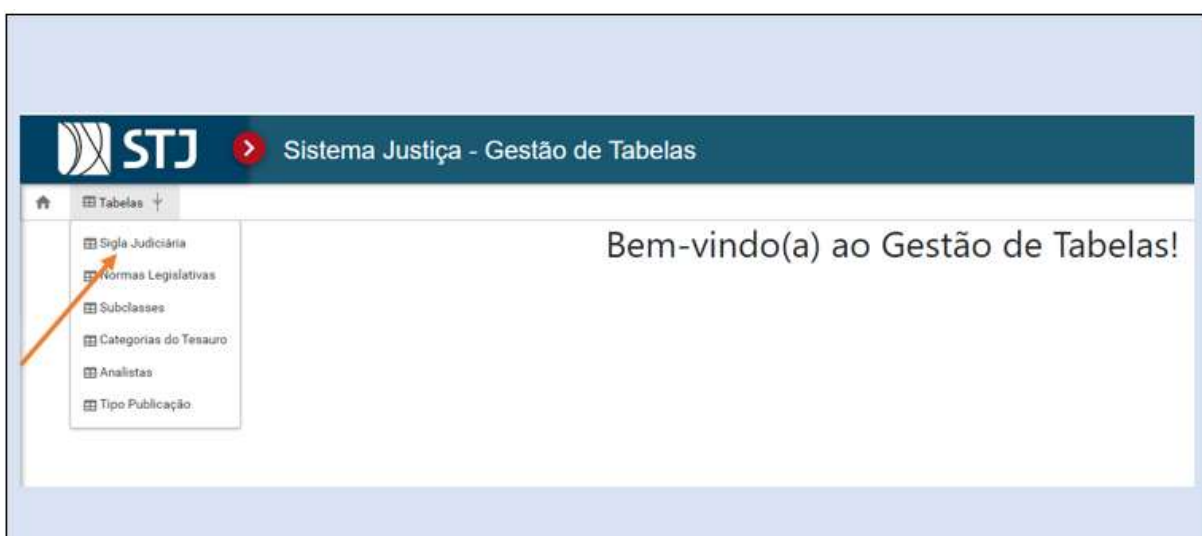 STJ
Sistema Justiça - Gestão de Tabelas
Tabelas
Bem-vindo(a) ao Gestão de Tabelas!
Sigla Judiciária
Normas Legislativas
Subclasses
Categorias do Tesauro
Analistas
Tipo Publicação